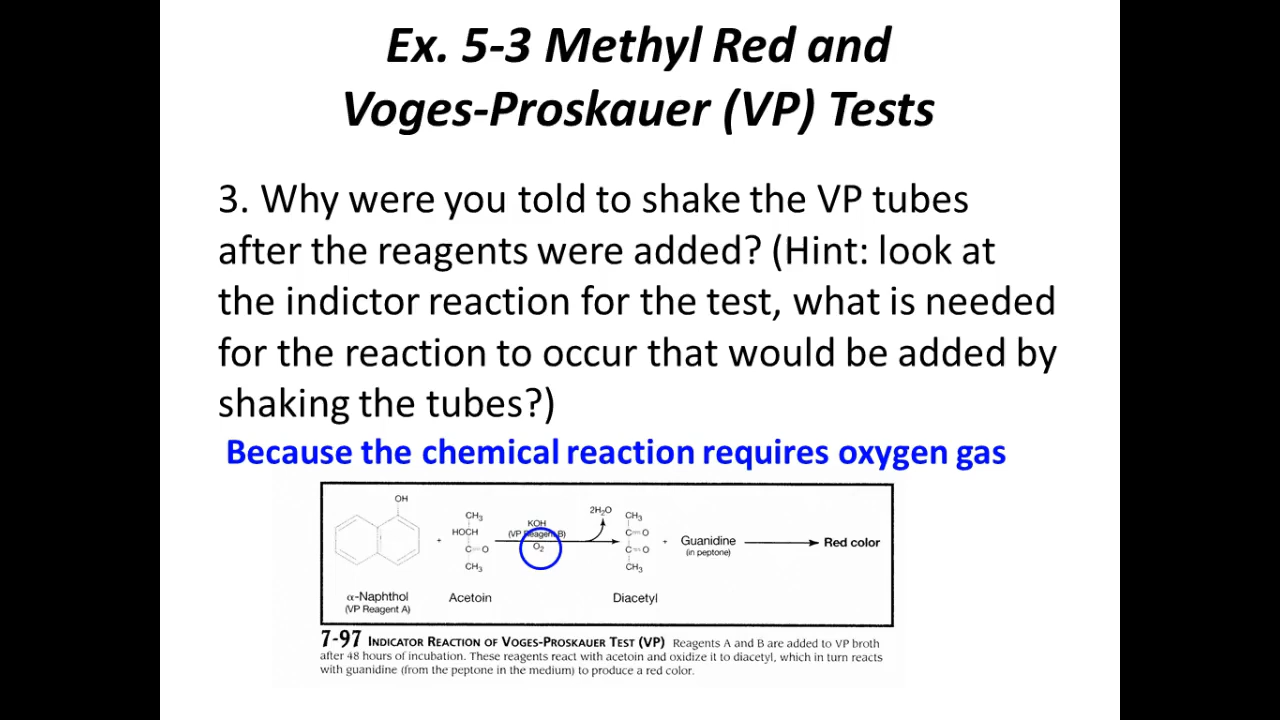 Ex. 5-3 Methyl Red and
Voges-Proskauer (VP) Tests
3. Why were you told to shake the VP tubes
after the reagents were added? (Hint: look at
the indictor reaction for the test, what is needed
for the reaction to occur that would be added by
shaking the tubes?)
Because the chemical reaction requires oxygen gas
OH
+
CH₃
HOCH
C=O
CH₃
KOH
(VP Reagent B)
O₂
2H₂O
CH₃
C=O
C=O
CH₃
+
Guanidine
(in peptone)
Red color
α-Naphthol
(VP Reagent A)
Acetoin
Diacetyl
7-97 INDICATOR REACTION OF VOGES-PROSKAUER TEST (VP) Reagents A and B are added to VP broth
after 48 hours of incubation. These reagents react with acetoin and oxidize it to diacetyl, which in turn reacts
with guanidine (from the peptone in the medium) to produce a red color.